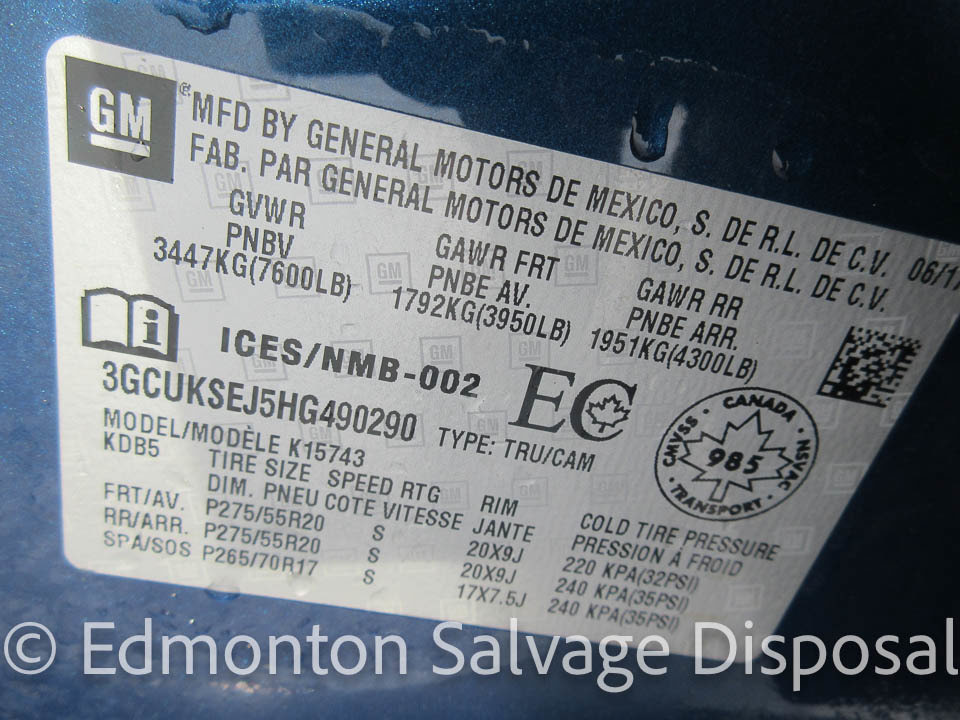 GM
® MFD BY GENERAL MOTORS DE MEXICO, S. DE R.L. DE C.V. 06/17
FAB. PAR GENERAL MOTORS DE MEXICO, S. DE R.L. DE C.V.
GVWR GAWR FRT GAWR RR
PNBV PNBE AV. PNBE ARR.
3447KG(7600LB) 1792KG(3950LB) 1951KG(4300LB)
i ICES/NMB-002 EC
3GCUKSEJ5HG490290 TYPE: TRU/CAM
CANADA CMVSS NSVAC 985 TRANSPORT
MODEL/MODÈLE K15743
KDB5 TIRE SIZE SPEED RTG RIM COLD TIRE PRESSURE
DIM. PNEU COTE VITESSE JANTE PRESSION À FROID
FRT/AV. P275/55R20 S 20X9J 220 KPA(32PSI)
RR/ARR. P275/55R20 S 20X9J 240 KPA(35PSI)
SPA/SOS P265/70R17 S 17X7.5J 240 KPA(35PSI)
© Edmonton Salvage Disposal